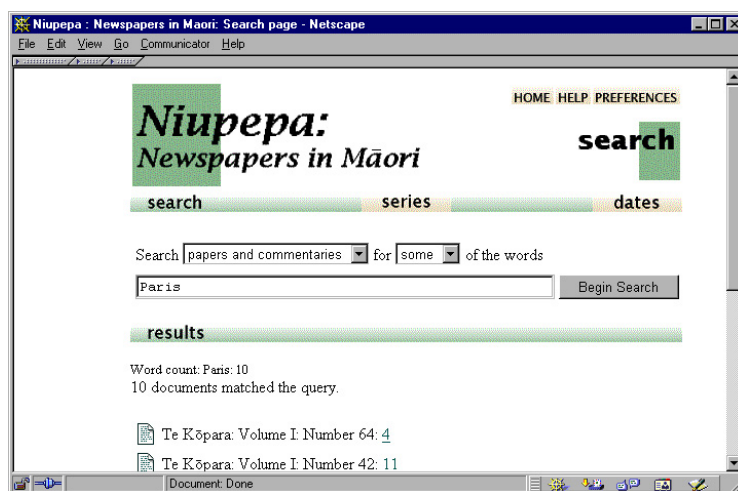 Niupepa : Newspapers in Maori: Search page - Netscape
File Edit View Go Communicator Help
HOME HELP PREFERENCES
Niupepa:
Newspapers in Māori
search
search series dates
Search papers and commentaries for some of the words
Paris Begin Search
results
Word count: Paris: 10
10 documents matched the query.
Te Kōpara: Volume I: Number 64: 4
Te Kōpara: Volume I: Number 42: 11
Document: Done